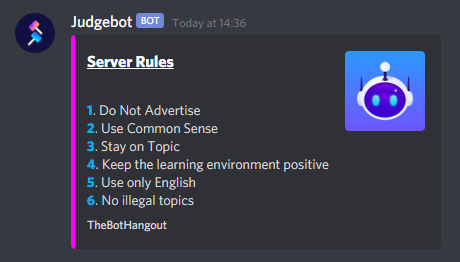 Judgebot BOT Today at 14:36
Server Rules
1. Do Not Advertise
2. Use Common Sense
3. Stay on Topic
4. Keep the learning environment positive
5. Use only English
6. No illegal topics
TheBotHangout